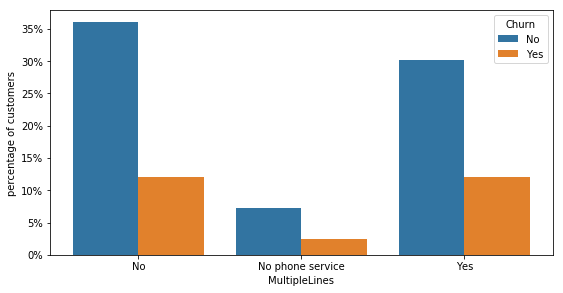 Churn
No
Yes
percentage of customers
35%
30%
25%
20%
15%
10%
5%
0%
No
No phone service
Yes
MultipleLines